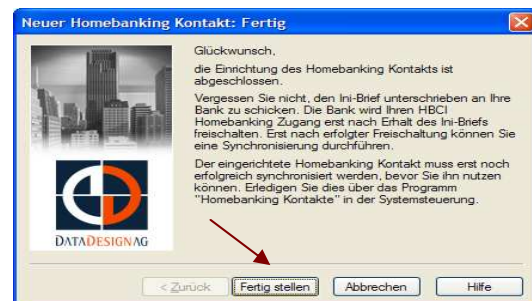 Neuer Homebanking Kontakt: Fertig
Glückwunsch,
die Einrichtung des Homebanking Kontakts ist
abgeschlossen.
Vergessen Sie nicht, den Ini-Brief unterschrieben an Ihre
Bank zu schicken. Die Bank wird Ihren HBCI
Homebanking Zugang erst nach Erhalt des Ini-Briefs
freischalten. Erst nach erfolgter Freischaltung können Sie
eine Synchronisierung durchführen.
Der eingerichtete Homebanking Kontakt muss erst noch
erfolgreich synchronisiert werden, bevor Sie ihn nutzen
können. Erledigen Sie dies über das Programm
"Homebanking Kontakte" in der Systemsteuerung.
DATADESIGN AG
< Zurück Fertig stellen Abbrechen Hilfe